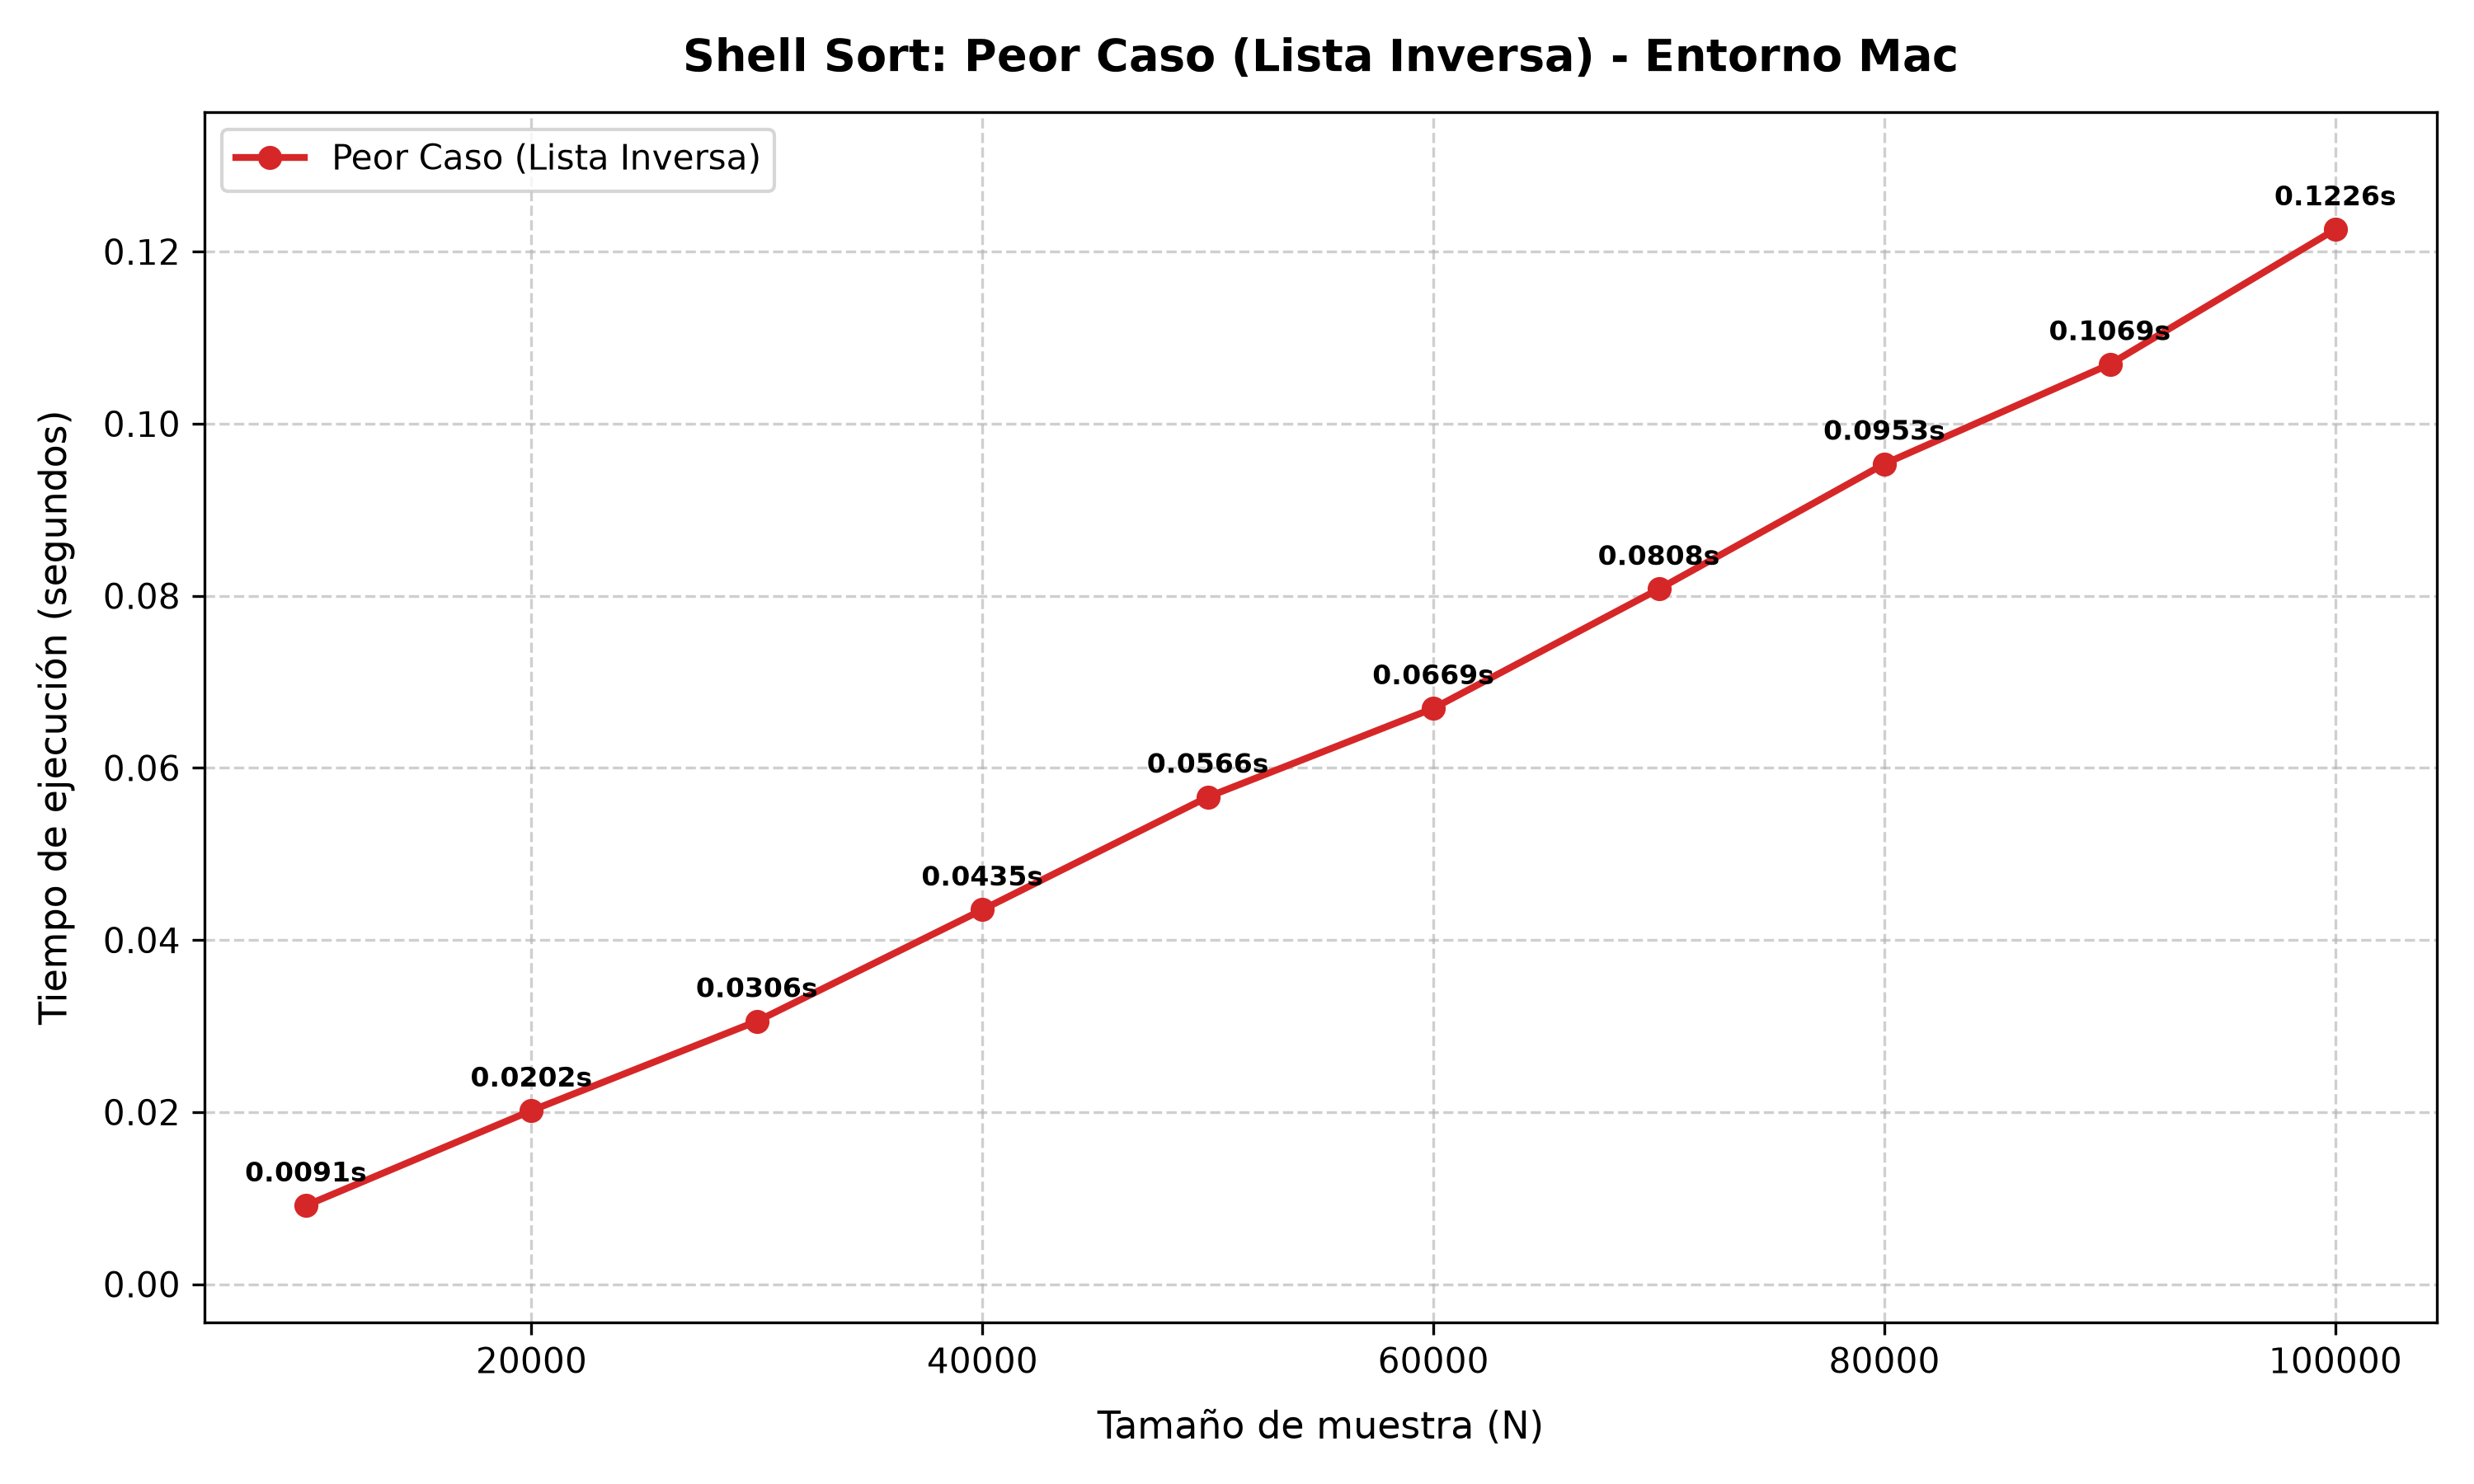 Shell Sort: Peor Caso (Lista Inversa) - Entorno Mac
Peor Caso (Lista Inversa)
Tiempo de ejecución (segundos)
0.12
0.10
0.08
0.06
0.04
0.02
0.00
0.0091s
0.0202s
0.0306s
0.0435s
0.0566s
0.0669s
0.0808s
0.0953s
0.1069s
0.1226s
20000
40000
60000
80000
100000
Tamaño de muestra (N)